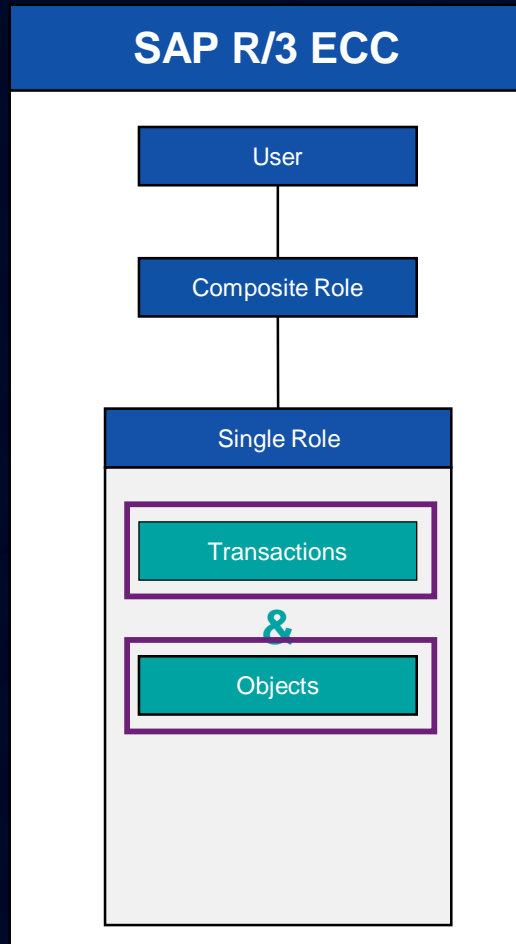 SAP R/3 ECC
User
Composite Role
Single Role
Transactions
&
Objects